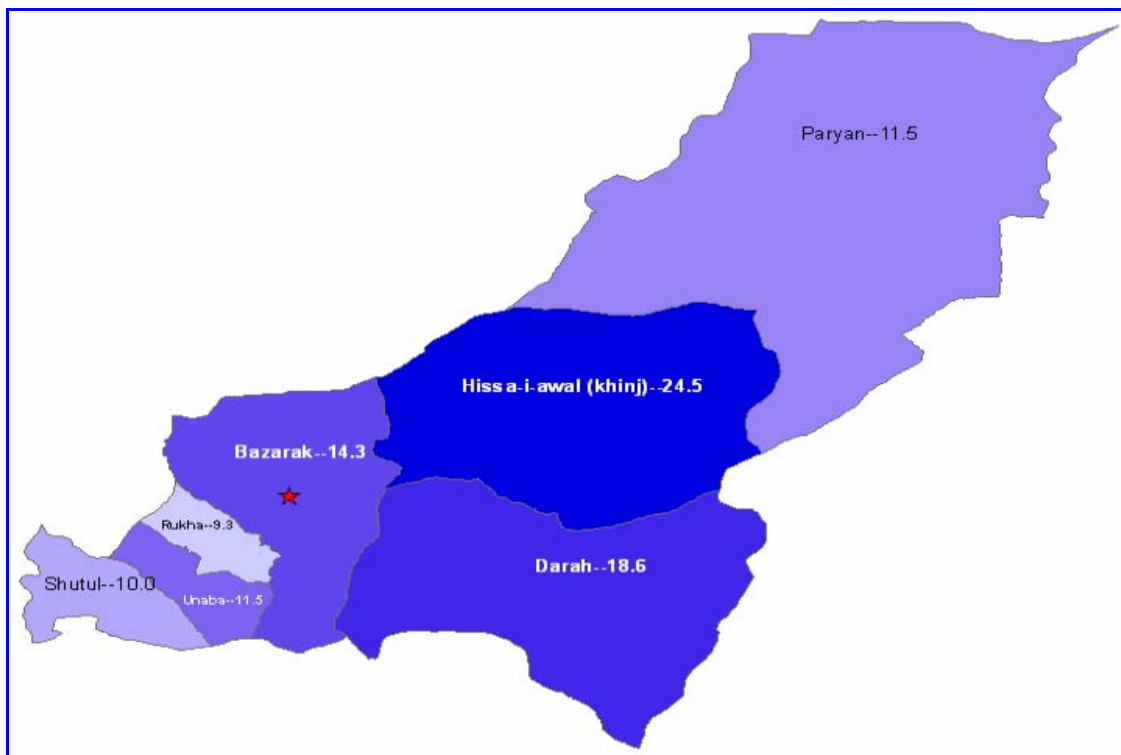 Paryan--11.5
Hissa-i-awal (khinj)--24.5
Bazarak--14.3
Rukha--9.3
Darah--18.6
Shutul--10.0
Unaba--11.5